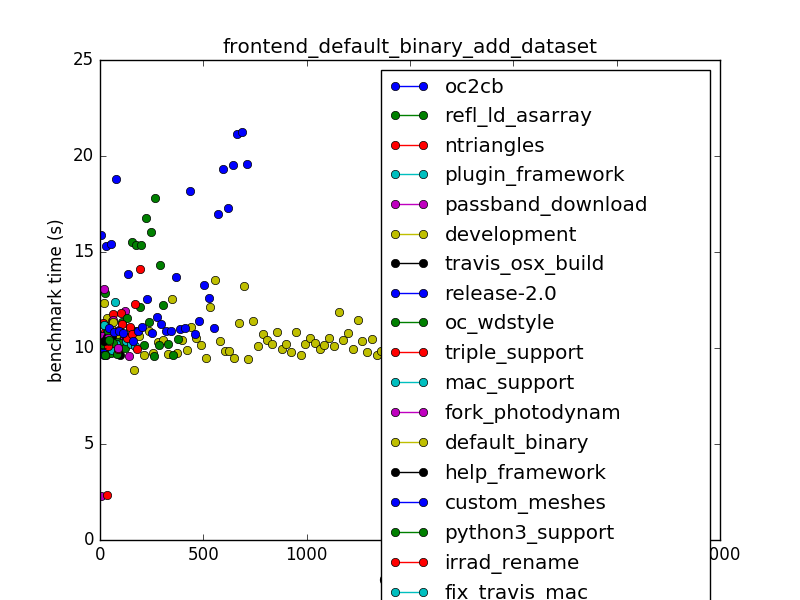 frontend_default_binary_add_dataset
25
20
15
10
5
0
benchmark time (s)
0
500
1000
oc2cb
refl_ld_asarray
ntriangles
plugin_framework
passband_download
development
travis_osx_build
release-2.0
oc_wdstyle
triple_support
mac_support
fork_photodynam
default_binary
help_framework
custom_meshes
python3_support
irrad_rename
fix_travis_mac